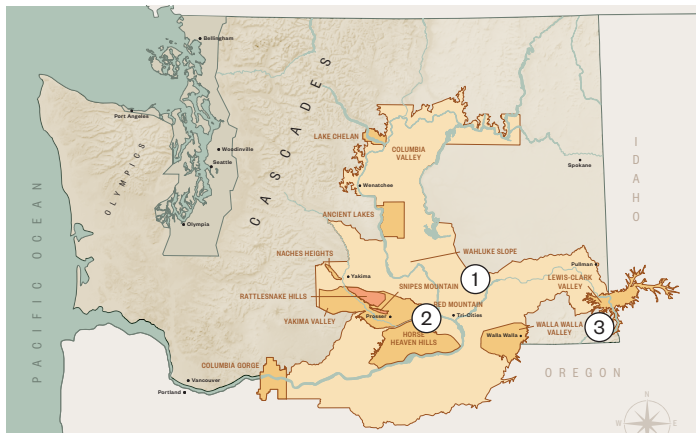 Bellingham
Port Angeles
OLYMPICS
Woodinville
Seattle
Olympia
CASCADES
PACIFIC OCEAN
Vancouver
Portland
COLUMBIA GORGE
LAKE CHELAN
COLUMBIA
VALLEY
Wenatchee
ANCIENT LAKES
Spokane
IDAHO
NACHES HEIGHTS
Yakima
WAHLUKE SLOPE
Pullman
LEWIS-CLARK
VALLEY
SNIPES MOUNTAIN
1
RATTLESNAKE HILLS
RED MOUNTAIN
YAKIMA VALLEY
Prosser
2
Tri-Cities
HORSE
HEAVEN HILLS
Walla Walla
WALLA WALLA
VALLEY
3
OREGON
N
W
E